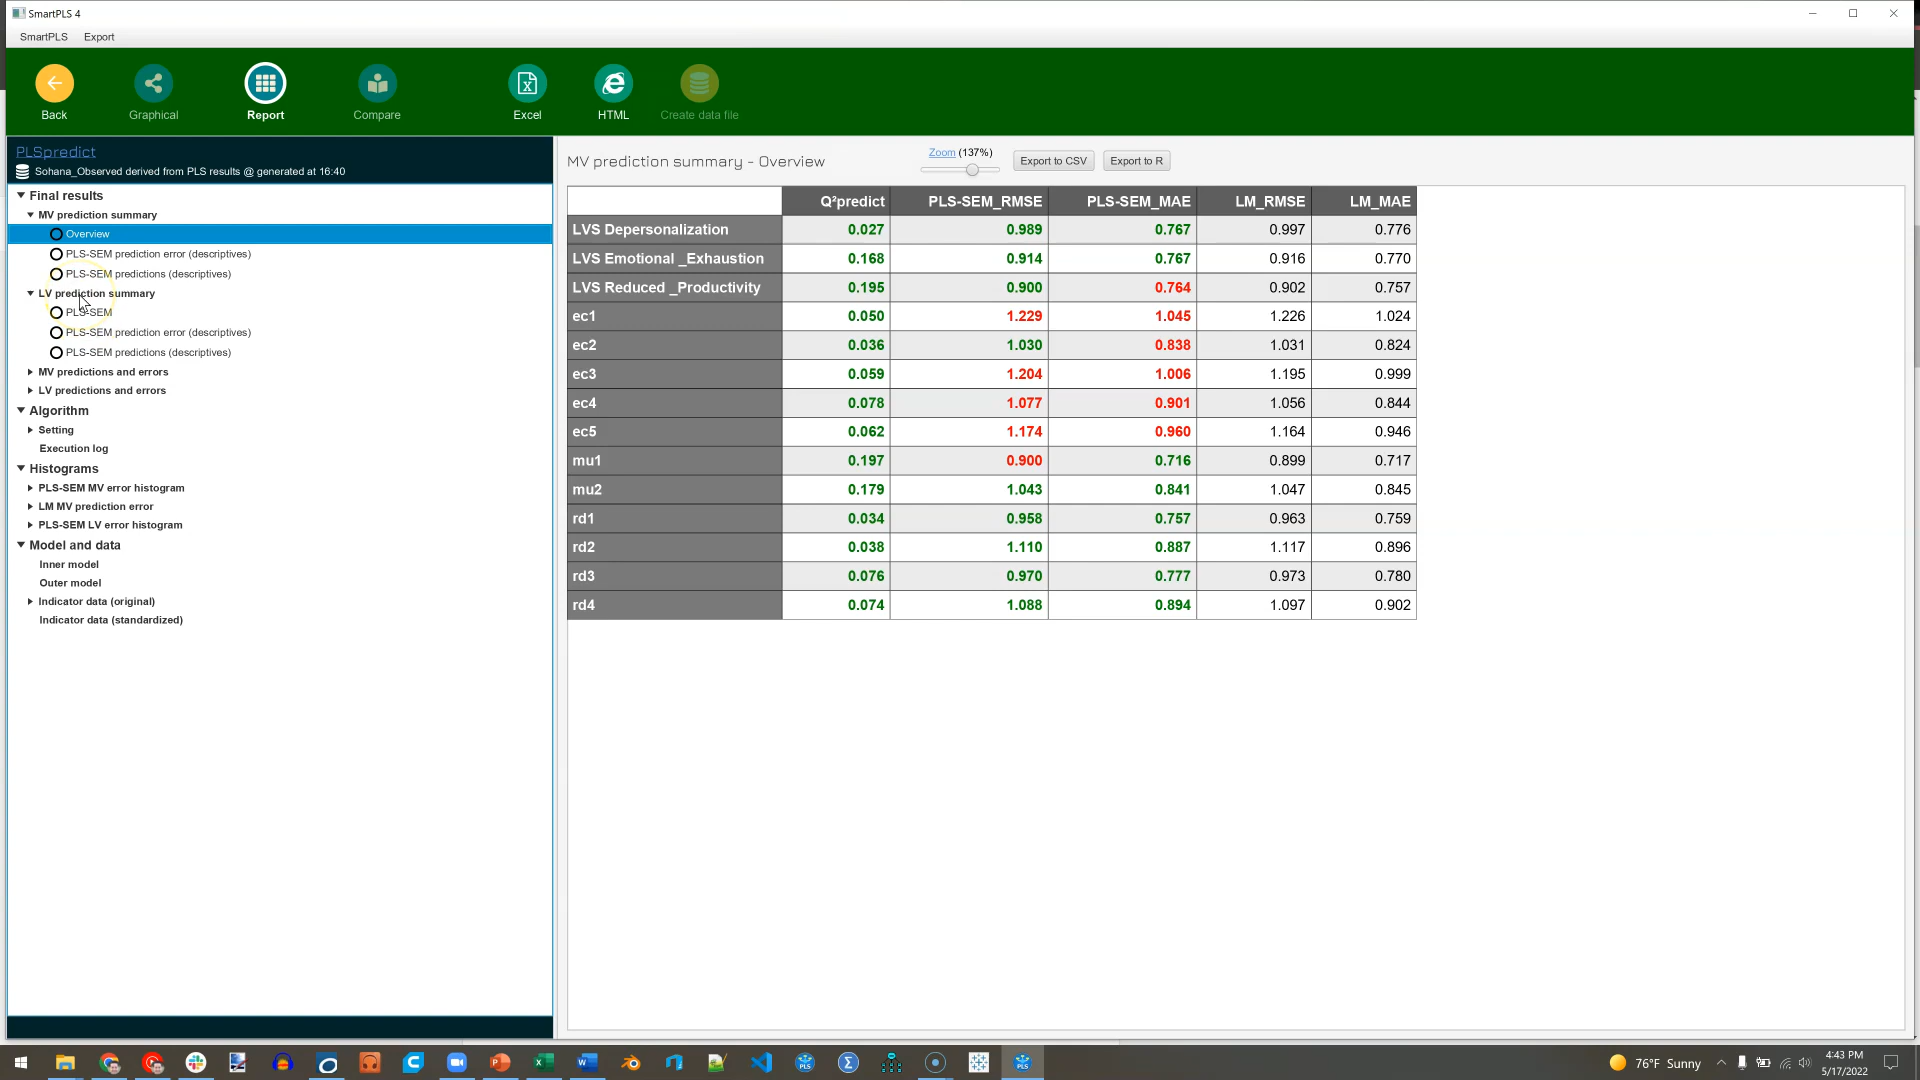 SmartPLS 4
SmartPLS Export
Back Graphical Report Compare Excel HTML Create data file
PLSpredict
Sohana_Observed derived from PLS results @ generated at 16:40
Final results
MV prediction summary
Overview
PLS-SEM prediction error (descriptives)
PLS-SEM predictions (descriptives)
LV prediction summary
PLS-SEM
PLS-SEM prediction error (descriptives)
PLS-SEM predictions (descriptives)
MV predictions and errors
LV predictions and errors
Algorithm
Setting
Execution log
Histograms
PLS-SEM MV error histogram
LM MV prediction error
PLS-SEM LV error histogram
Model and data
Inner model
Outer model
Indicator data (original)
Indicator data (standardized)
MV prediction summary - Overview
Zoom (137%)
Export to CSV Export to R
Q²predict PLS-SEM_RMSE PLS-SEM_MAE LM_RMSE LM_MAE
LVS Depersonalization 0.027 0.989 0.767 0.997 0.776
LVS Emotional _Exhaustion 0.168 0.914 0.767 0.916 0.770
LVS Reduced _Productivity 0.195 0.900 0.764 0.902 0.757
ec1 0.050 1.229 1.045 1.226 1.024
ec2 0.036 1.030 0.838 1.031 0.824
ec3 0.059 1.204 1.006 1.195 0.999
ec4 0.078 1.077 0.901 1.056 0.844
ec5 0.062 1.174 0.960 1.164 0.946
mu1 0.197 0.900 0.716 0.899 0.717
mu2 0.179 1.043 0.841 1.047 0.845
rd1 0.034 0.958 0.757 0.963 0.759
rd2 0.038 1.110 0.887 1.117 0.896
rd3 0.076 0.970 0.777 0.973 0.780
rd4 0.074 1.088 0.894 1.097 0.902
76°F Sunny
4:43 PM
5/17/2022